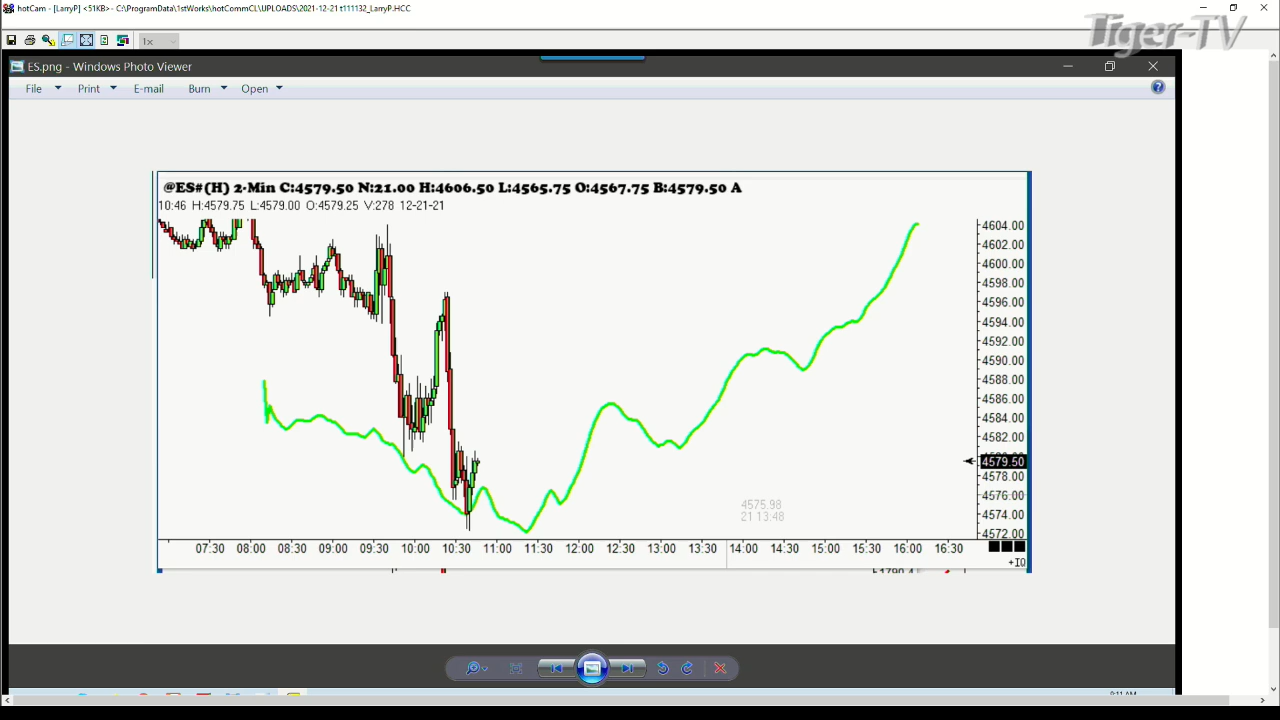 hotCam - [LarryP] <51KB>- C:\ProgramData\1stWorks\hotCommCL\UPLOADS\2021-12-21 t111132_LarryP.HCC
Tiger-TV
1x
ES.png - Windows Photo Viewer
File Print E-mail Burn Open
@ES#(H) 2-Min C:4579.50 N:21.00 H:4606.50 L:4565.75 O:4567.75 B:4579.50 A
10:46 H:4579.75 L:4579.00 O:4579.25 V:278 12-21-21
4604.00
4602.00
4600.00
4598.00
4596.00
4594.00
4592.00
4590.00
4588.00
4586.00
4584.00
4582.00
4579.50
4578.00
4576.00
4574.00
4572.00
4575.98
21 13:48
07:30 08:00 08:30 09:00 09:30 10:00 10:30 11:00 11:30 12:00 12:30 13:00 13:30 14:00 14:30 15:00 15:30 16:00 16:30